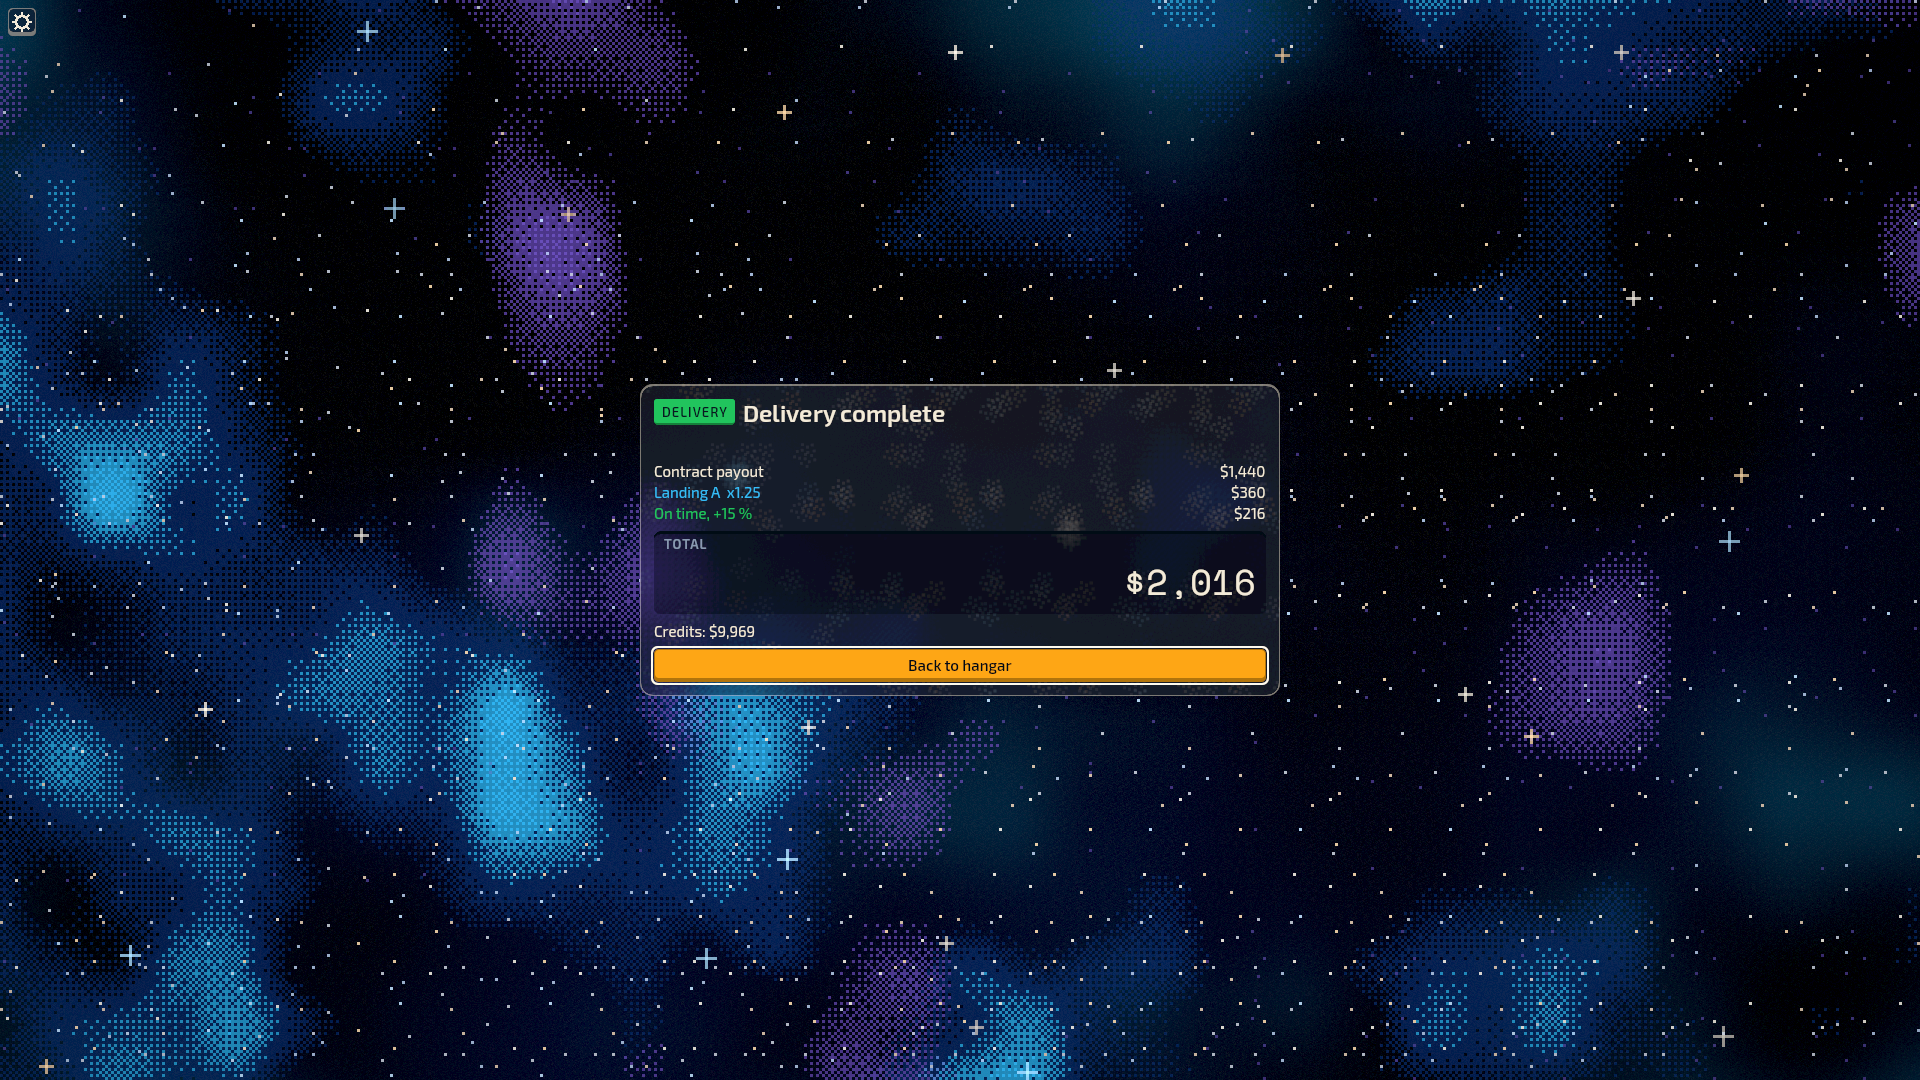 DELIVERY Delivery complete
Contract payout $1,440
Landing A x1.25 $360
On time, +15 % $216
TOTAL
$2,016
Credits: $9,969
Back to hangar